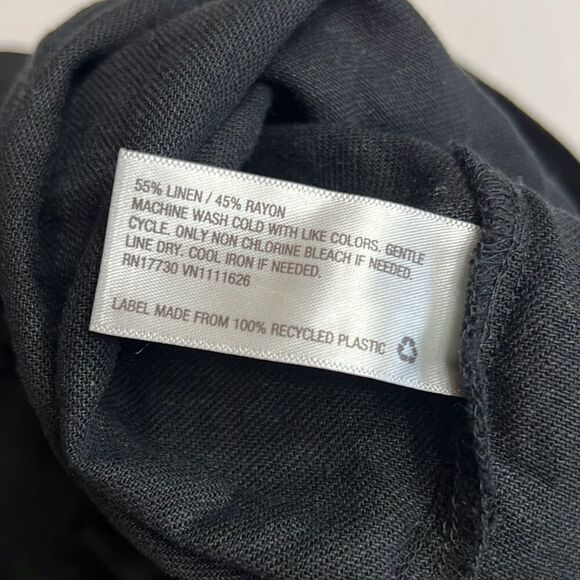 55% LINEN / 45% RAYON
MACHINE WASH COLD WITH LIKE COLORS. GENTLE
CYCLE. ONLY NON CHLORINE BLEACH IF NEEDED.
LINE DRY. COOL IRON IF NEEDED.
RN17730 VN1111626
LABEL MADE FROM 100% RECYCLED PLASTIC